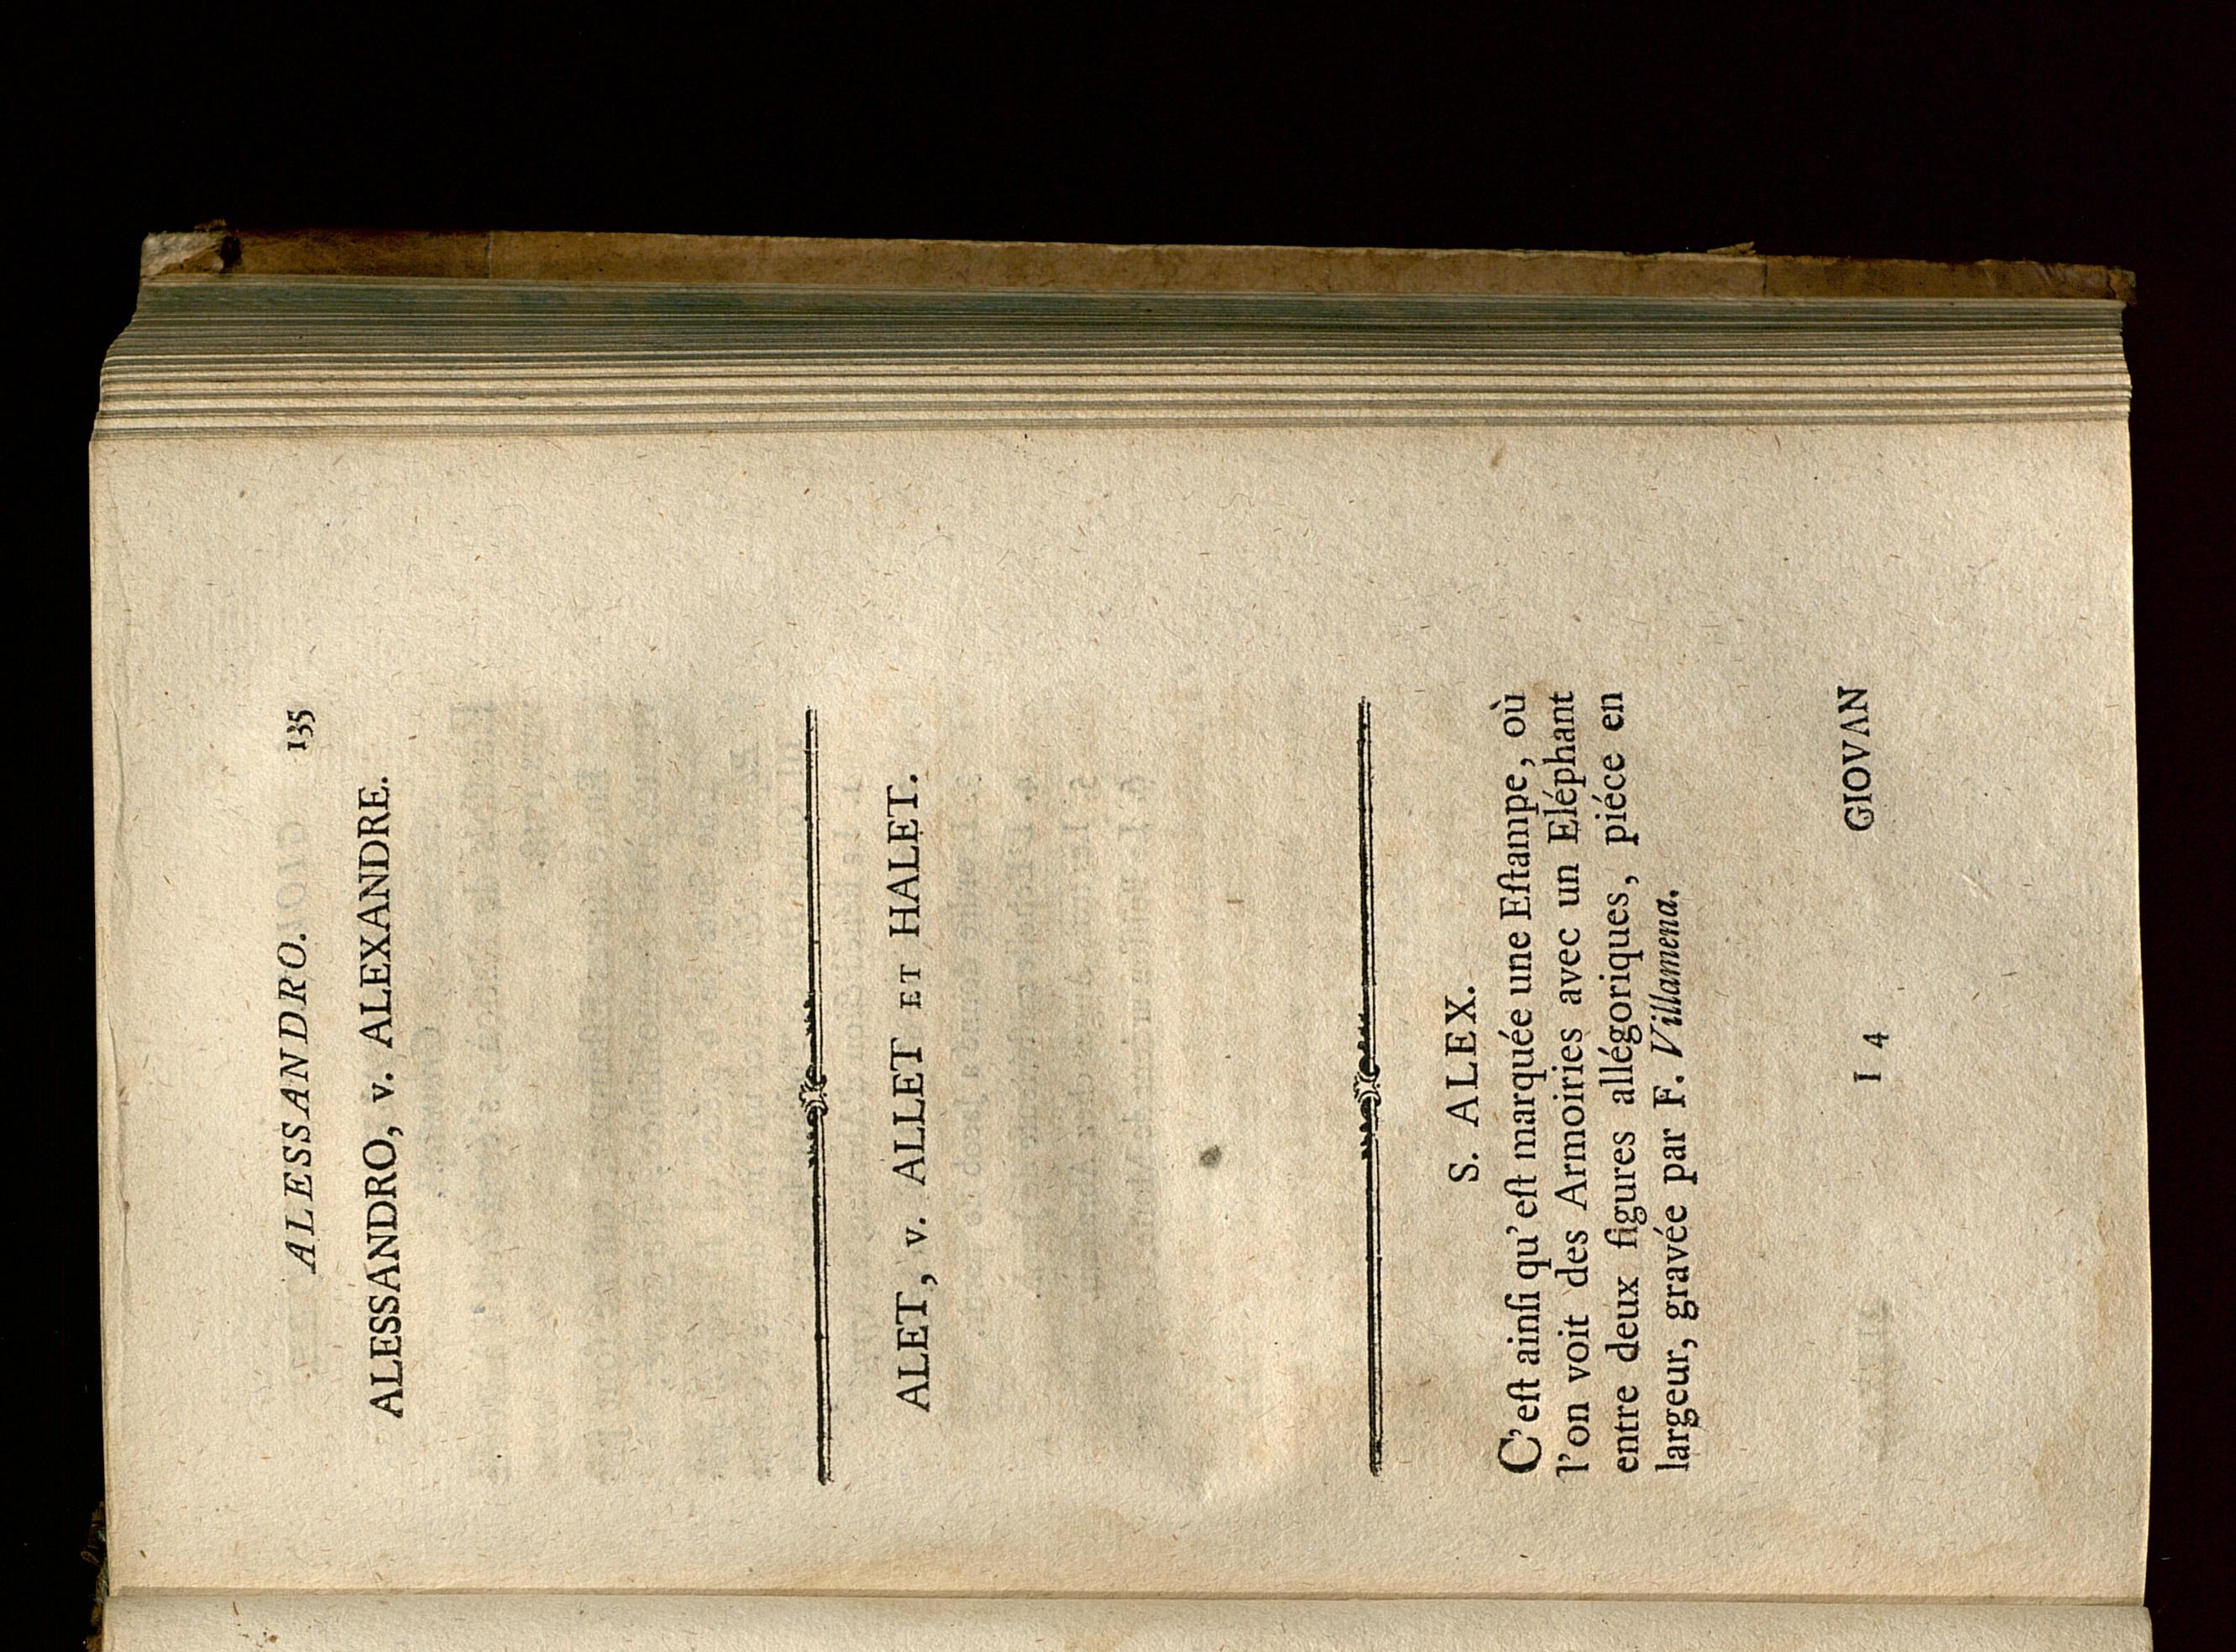 ALESSANDRO. 135
ALESSANDRO, v. ALEXANDRE.
ALET, v. ALLET ET HALET.
S. ALEX.
C'eſt ainſi qu'eſt marquée une Eſtampe, où
l'on voit des Armoiries avec un Eléphant
entre deux figures allégoriques, piéce en
largeur, gravée par F. Villamena.
I 4 GIOVAN